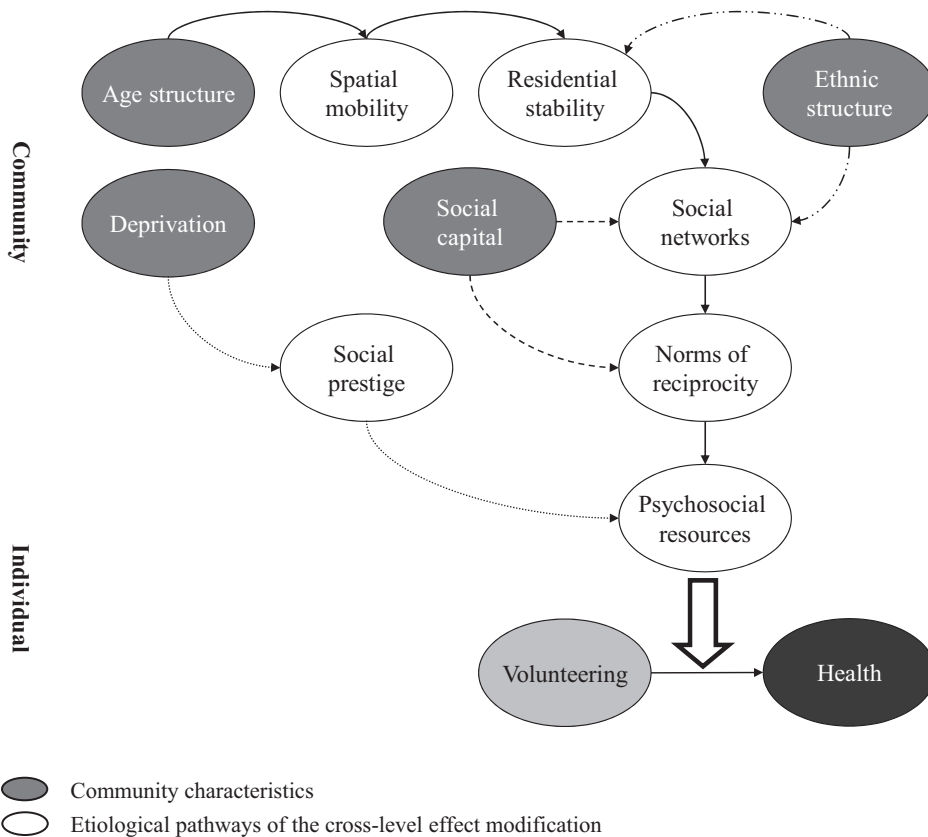 Age structure
Spatial
mobility
Residential
stability
Ethnic
structure
Community
Deprivation
Social
capital
Social
networks
Social
prestige
Norms of
reciprocity
Psychosocial
resources
Individual
Volunteering
Health
Community characteristics
Etiological pathways of the cross-level effect modification